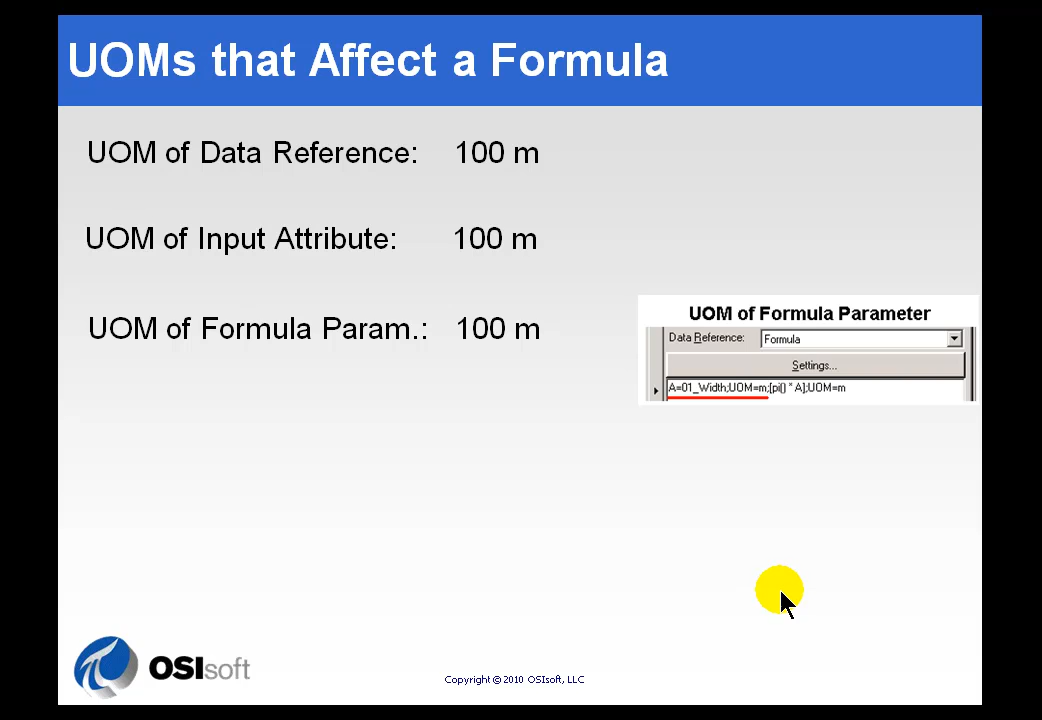 UOMs that Affect a Formula
UOM of Data Reference: 100 m
UOM of Input Attribute: 100 m
UOM of Formula Param.: 100 m
UOM of Formula Parameter
Data Reference: Formula
Settings...
A=01_Width;UOM=m;[pi() * A];UOM=m
OSIsoft
Copyright © 2010 OSIsoft, LLC